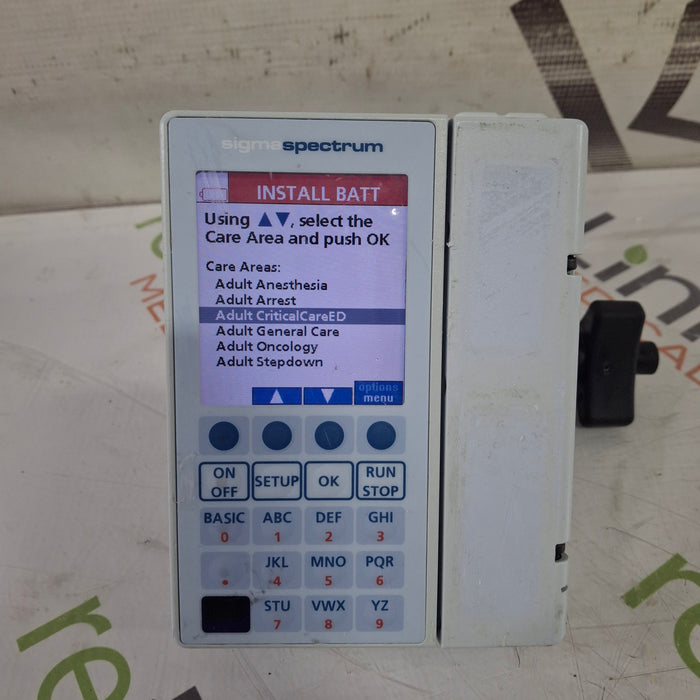 sigmaspectrum
INSTALL BATT
Using ▲▼, select the
Care Area and push OK
Care Areas:
Adult Anesthesia
Adult Arrest
Adult CriticalCareED
Adult General Care
Adult Oncology
Adult Stepdown
options
menu
ON
OFF
SETUP
OK
RUN
STOP
BASIC ABC DEF GHI
0 1 2 3
JKL MNO PQR
. 4 5 6
STU VWX YZ
7 8 9